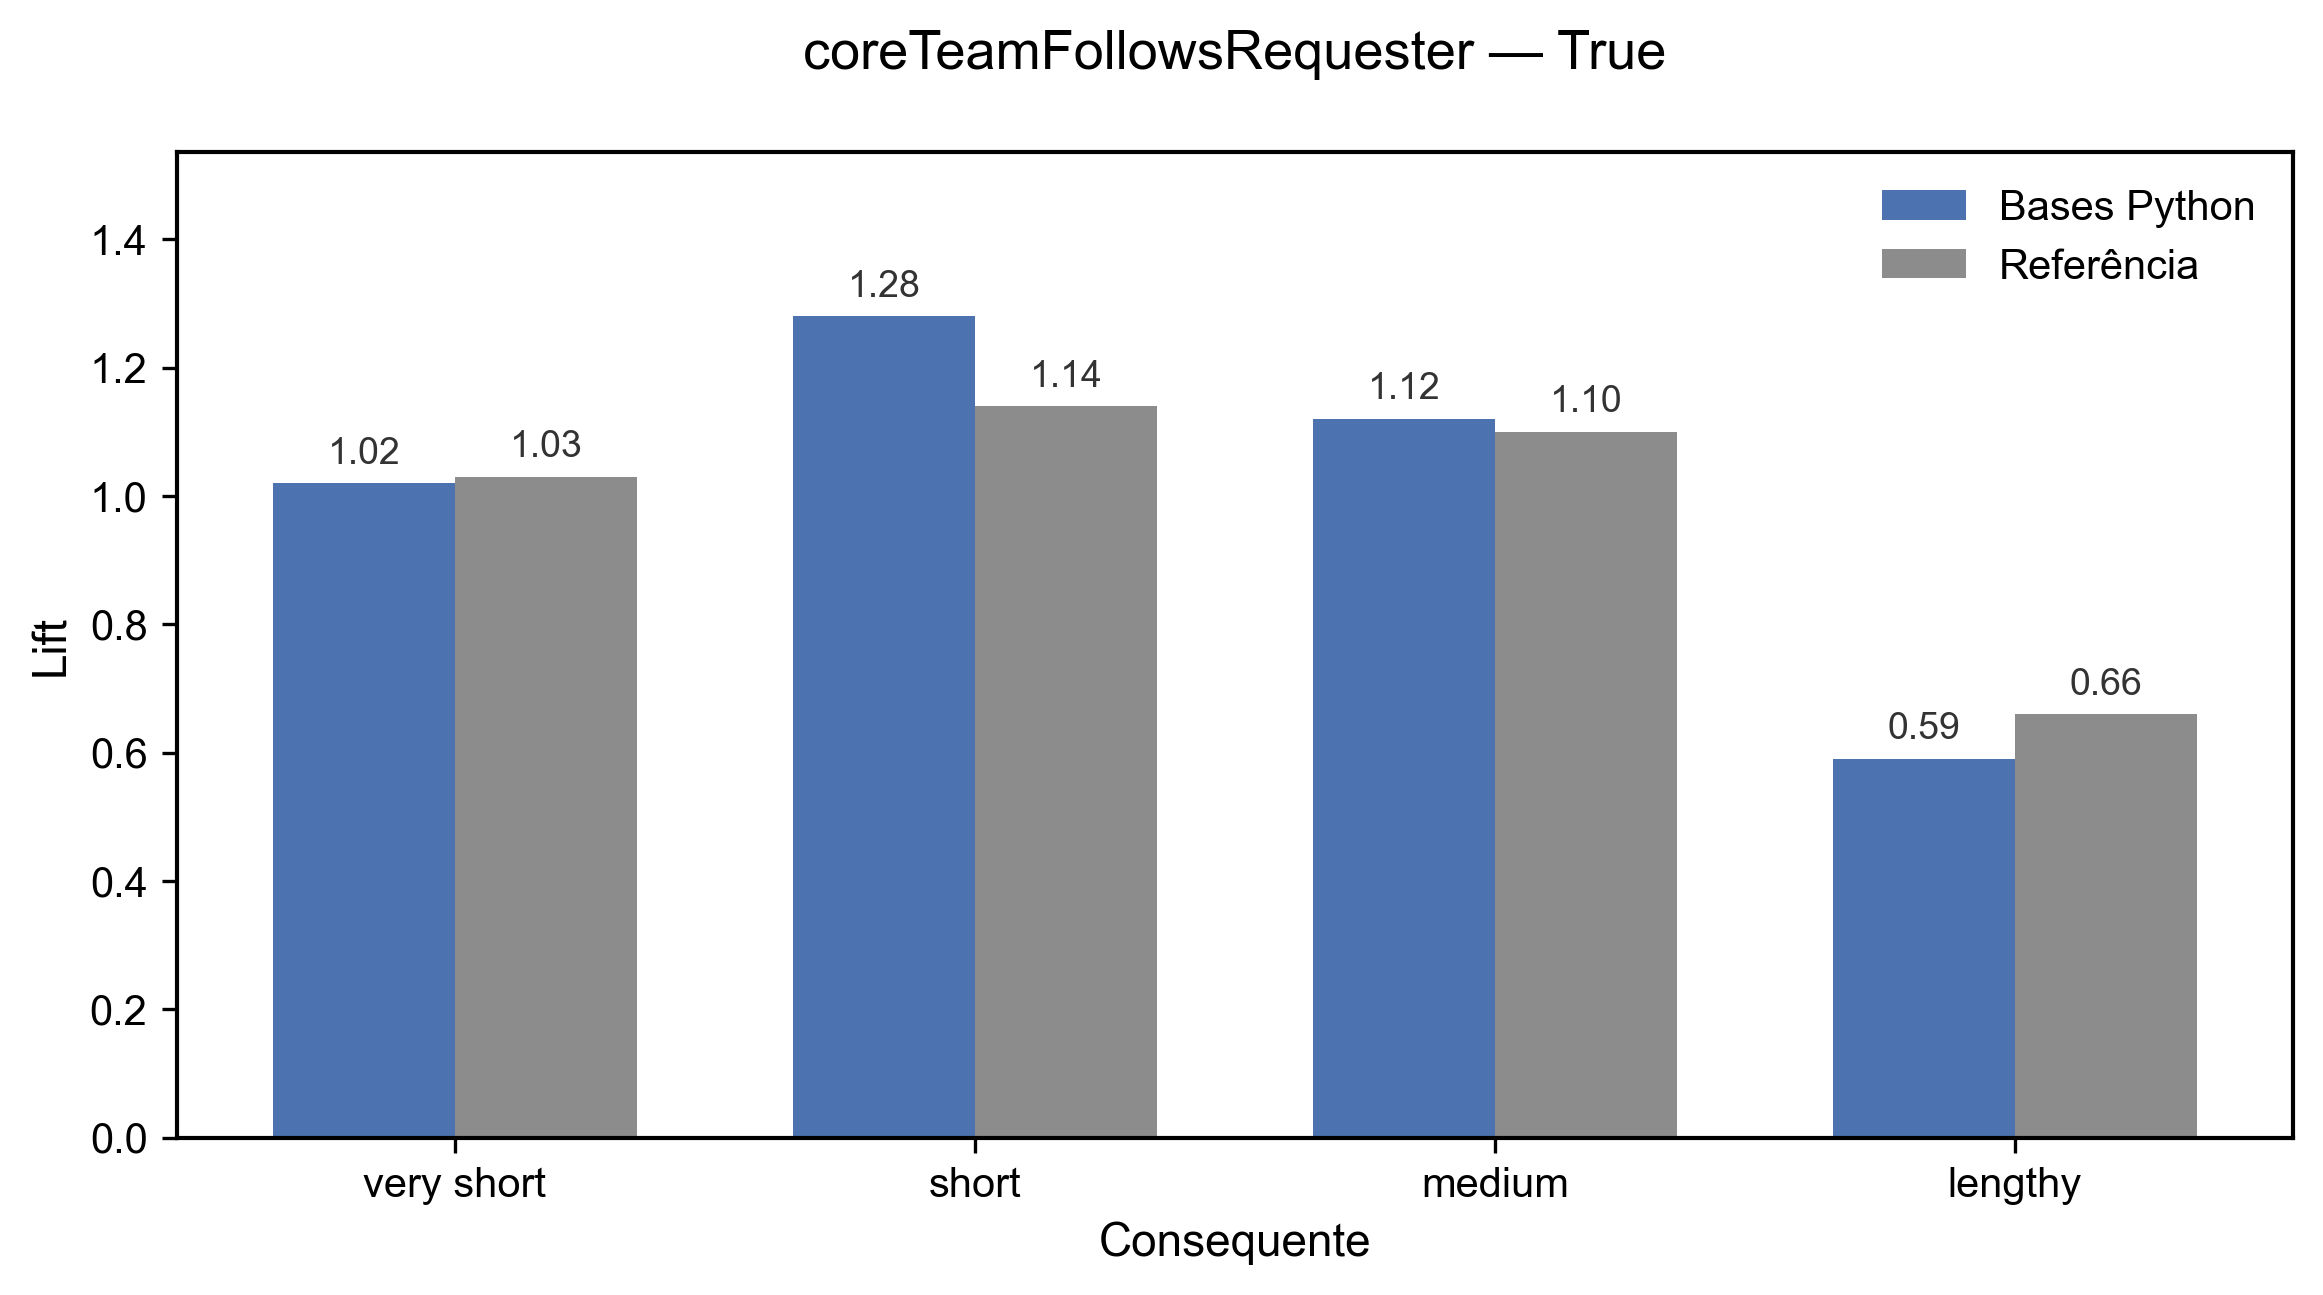 coreTeamFollowsRequester — True
Bases Python
Referência
1.4
1.2
1.0
0.8
0.6
0.4
0.2
0.0
Lift
1.02
1.03
1.28
1.14
1.12
1.10
0.59
0.66
very short
short
medium
lengthy
Consequente